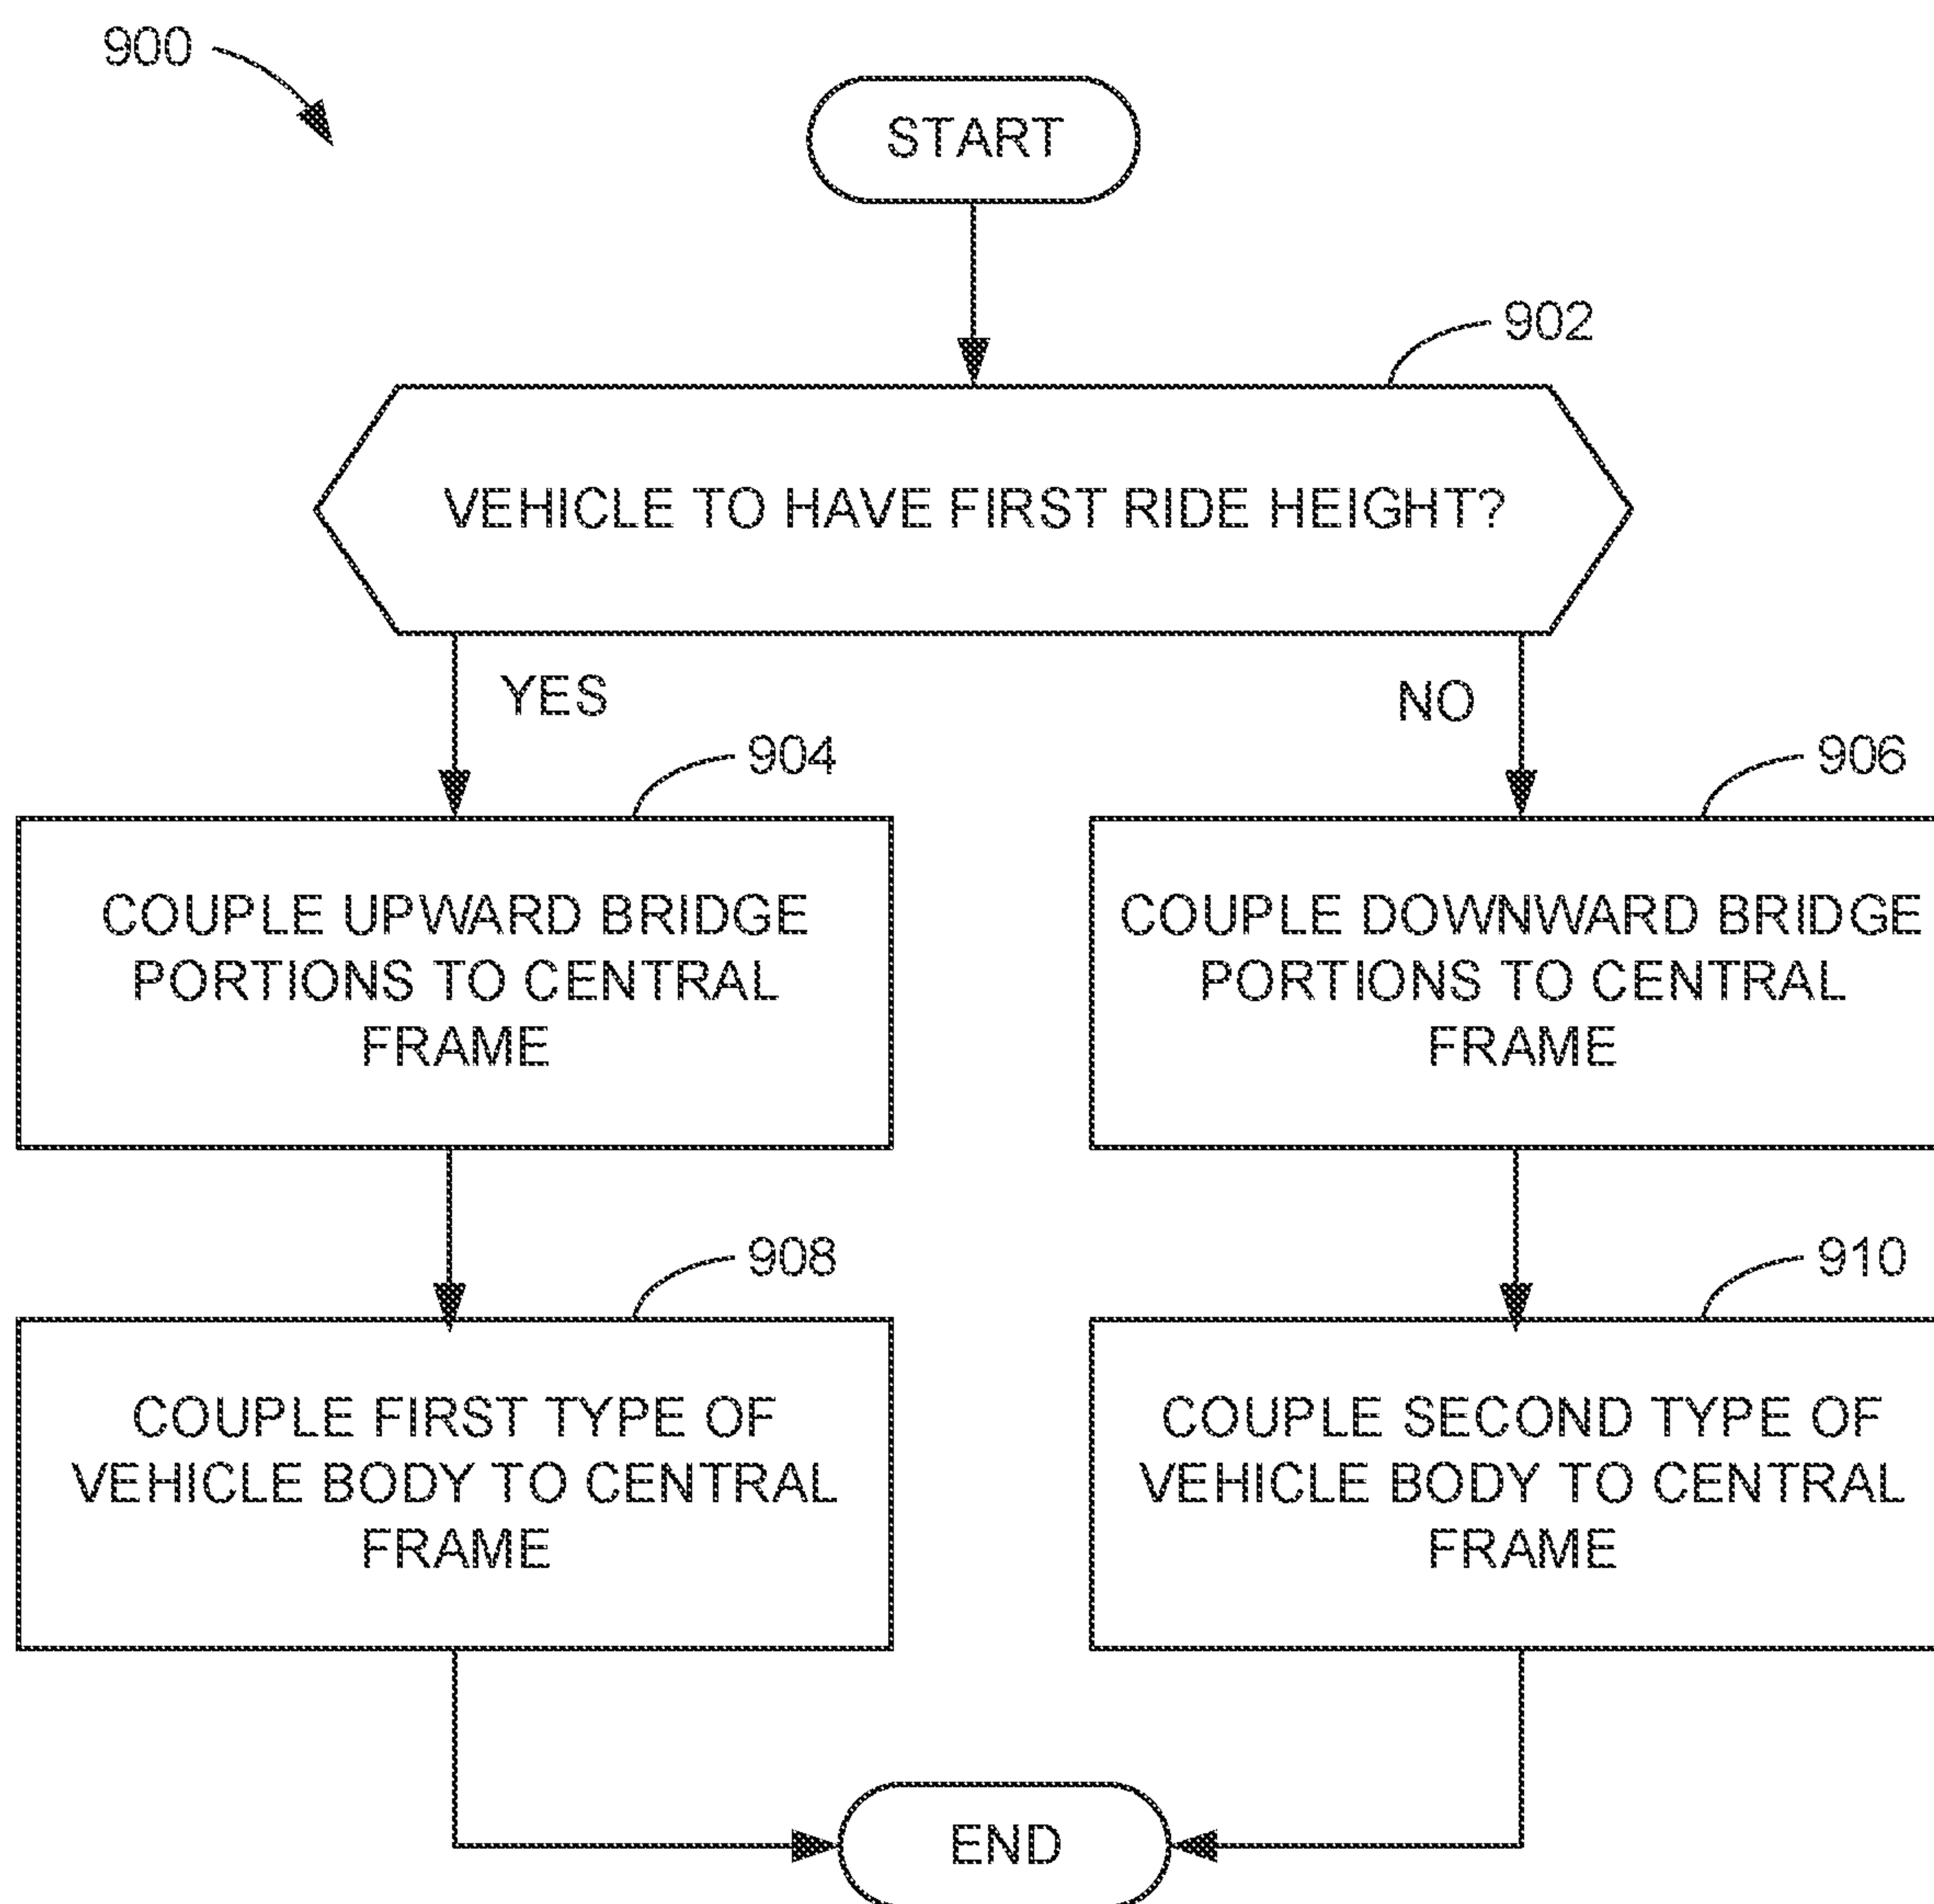 900
START
902
VEHICLE TO HAVE FIRST RIDE HEIGHT?
YES
NO
904
906
COUPLE UPWARD BRIDGE
PORTIONS TO CENTRAL
FRAME
COUPLE DOWNWARD BRIDGE
PORTIONS TO CENTRAL
FRAME
908
910
COUPLE FIRST TYPE OF
VEHICLE BODY TO CENTRAL
FRAME
COUPLE SECOND TYPE OF
VEHICLE BODY TO CENTRAL
FRAME
END